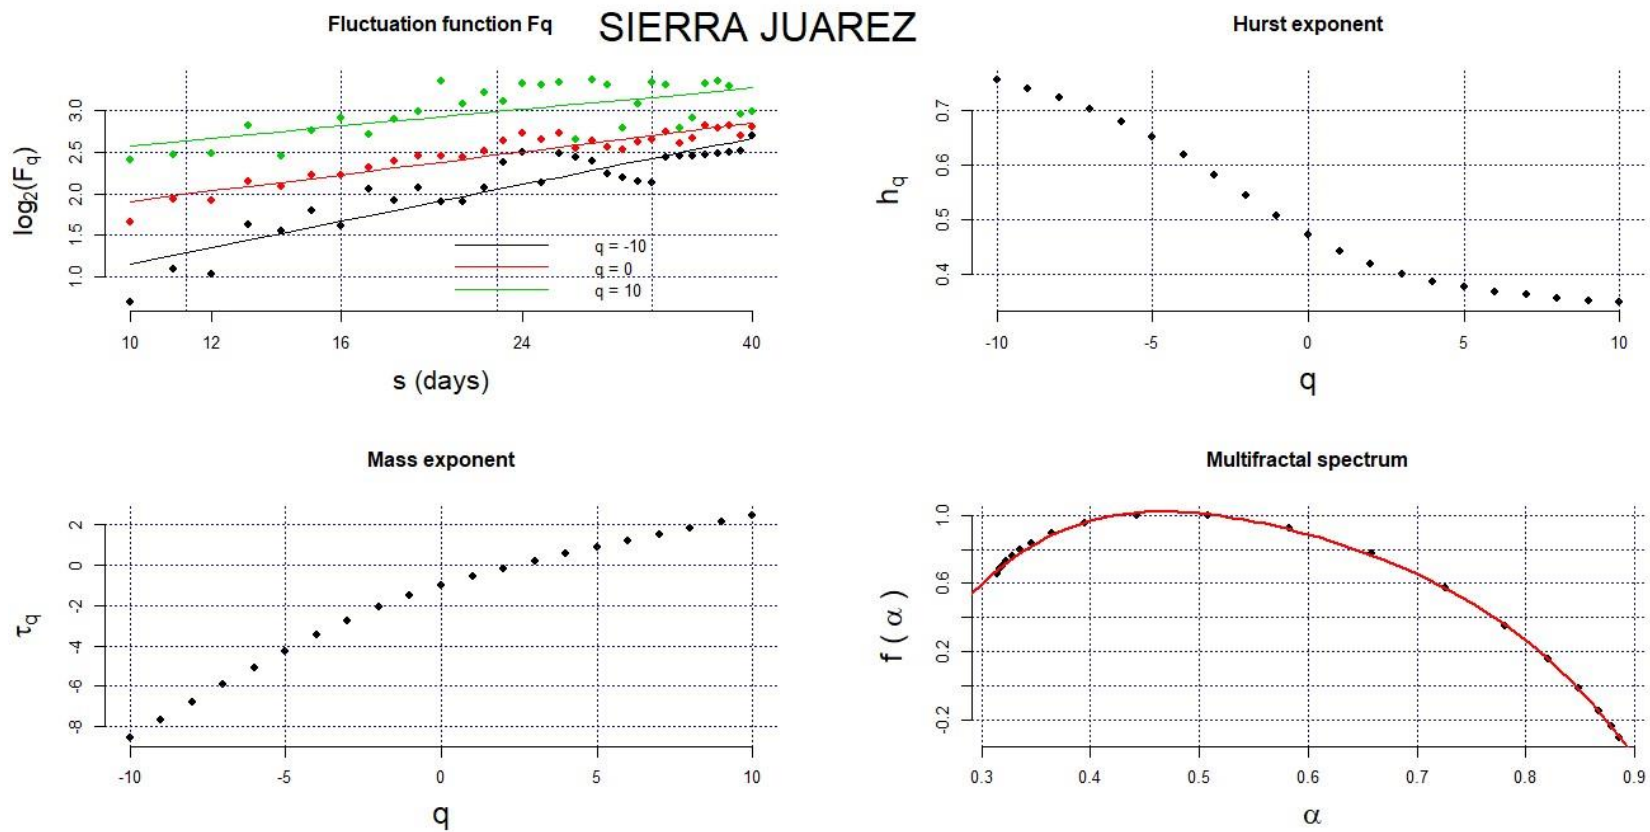 SIERRA JUAREZ
Fluctuation function Fq
log₂(F_q)
3.0
2.5
2.0
1.5
1.0
q = -10
q = 0
q = 10
10 12 16 24 40
s (days)
Hurst exponent
h_q
0.7
0.6
0.5
0.4
-10 -5 0 5 10
q
Mass exponent
τ_q
2
0
-2
-4
-6
-8
-10 -5 0 5 10
q
Multifractal spectrum
f ( α )
1.0
0.6
0.2
-0.2
0.3 0.4 0.5 0.6 0.7 0.8 0.9
α